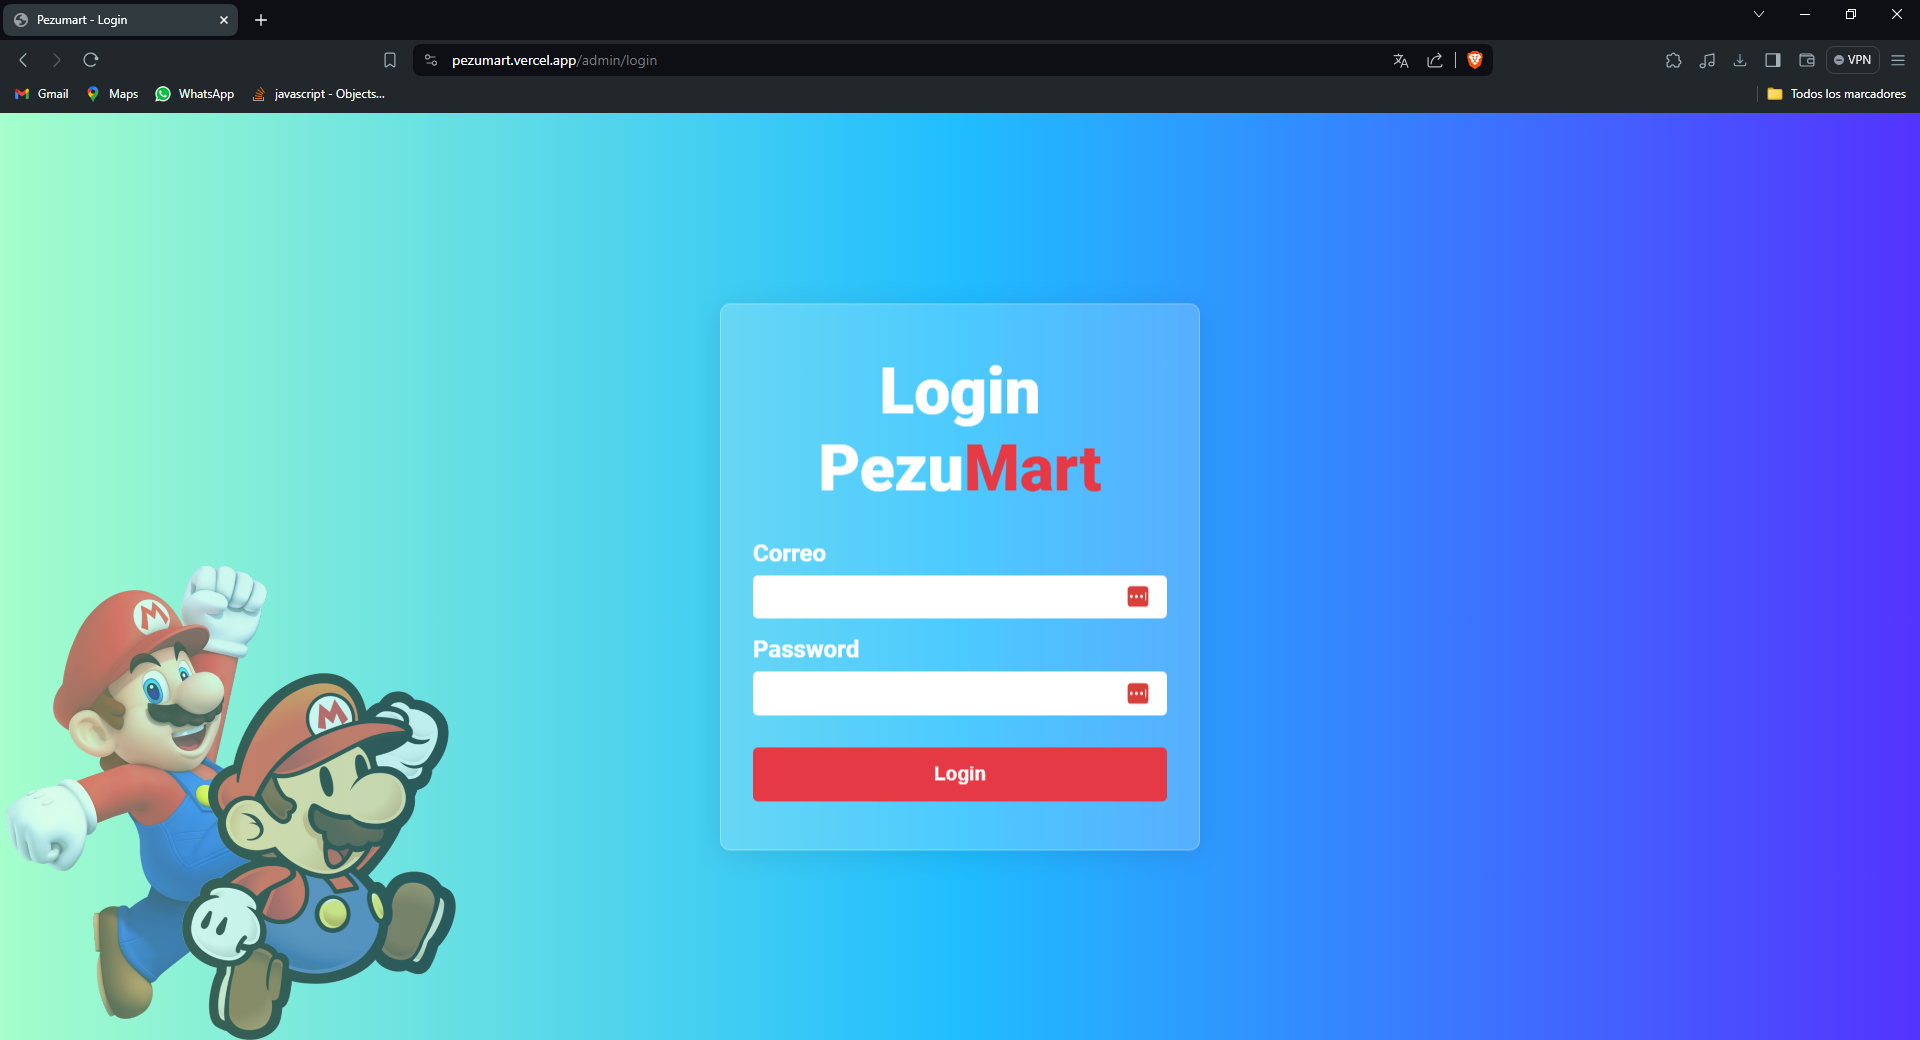 Pezumart - Login
pezumart.vercel.app/admin/login
VPN
Gmail
Maps
WhatsApp
javascript - Objects...
Todos los marcadores
Login
PezuMart
Correo
Password
Login
M
M